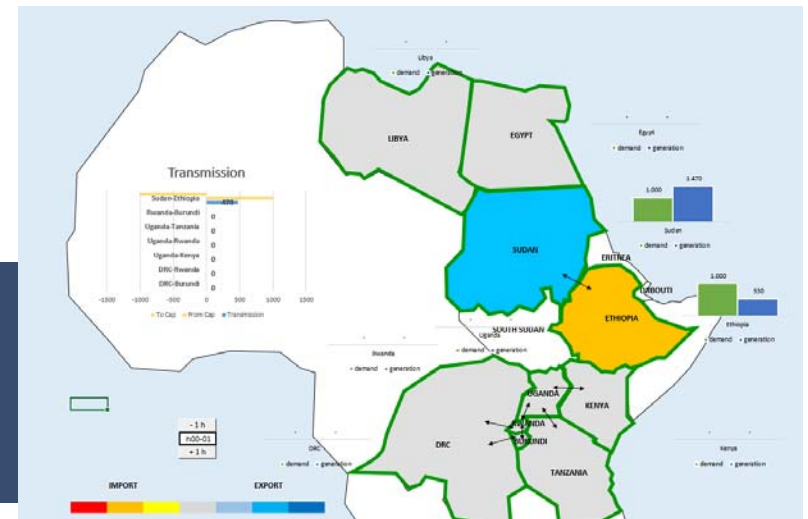 Libya
demand generation
LIBYA
EGYPT
Egypt
demand generation
Transmission
Sudan-Ethiopia
470
Rwanda-Burundi 0
Uganda-Tanzania 0
Uganda-Rwanda 0
Uganda-Kenya 0
DRC-Rwanda 0
DRC-Burundi 0
-1500 -1000 -500 0 500 1000 1500
To Cap From Cap Transmission
1.000 1.470
Sudan
demand generation
SUDAN
ERITREA
DJIBOUTI
1.000 530
Ethiopia
demand generation
ETHIOPIA
SOUTH SUDAN
Uganda
demand generation
Rwanda
demand generation
UGANDA
KENYA
RWANDA
BURUNDI
DRC
TANZANIA
- 1 h
h00-01
+ 1 h
DRC
demand generation
Kenya
demand generation
IMPORT EXPORT